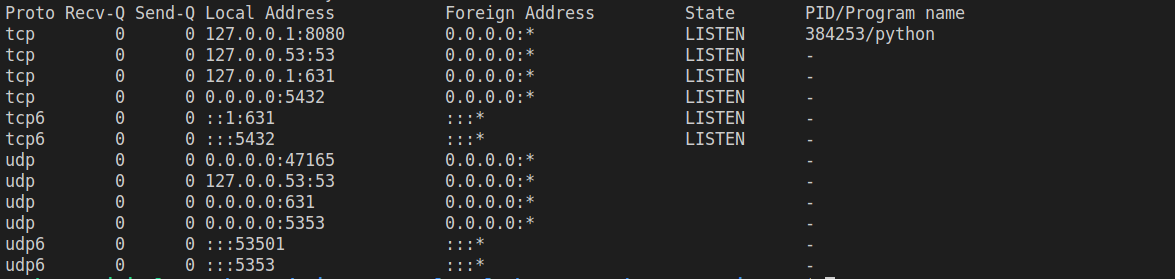 Proto Recv-Q Send-Q Local Address           Foreign Address         State       PID/Program name
tcp        0      0 127.0.0.1:8080          0.0.0.0:*               LISTEN      384253/python
tcp        0      0 127.0.0.53:53           0.0.0.0:*               LISTEN      -
tcp        0      0 127.0.0.1:631           0.0.0.0:*               LISTEN      -
tcp        0      0 0.0.0.0:5432            0.0.0.0:*               LISTEN      -
tcp6       0      0 ::1:631                 :::*                    LISTEN      -
tcp6       0      0 :::5432                 :::*                    LISTEN      -
udp        0      0 0.0.0.0:47165           0.0.0.0:*                           -
udp        0      0 127.0.0.53:53           0.0.0.0:*                           -
udp        0      0 0.0.0.0:631             0.0.0.0:*                           -
udp        0      0 0.0.0.0:5353            0.0.0.0:*                           -
udp6       0      0 :::53501                :::*                                -
udp6       0      0 :::5353                 :::*                                -